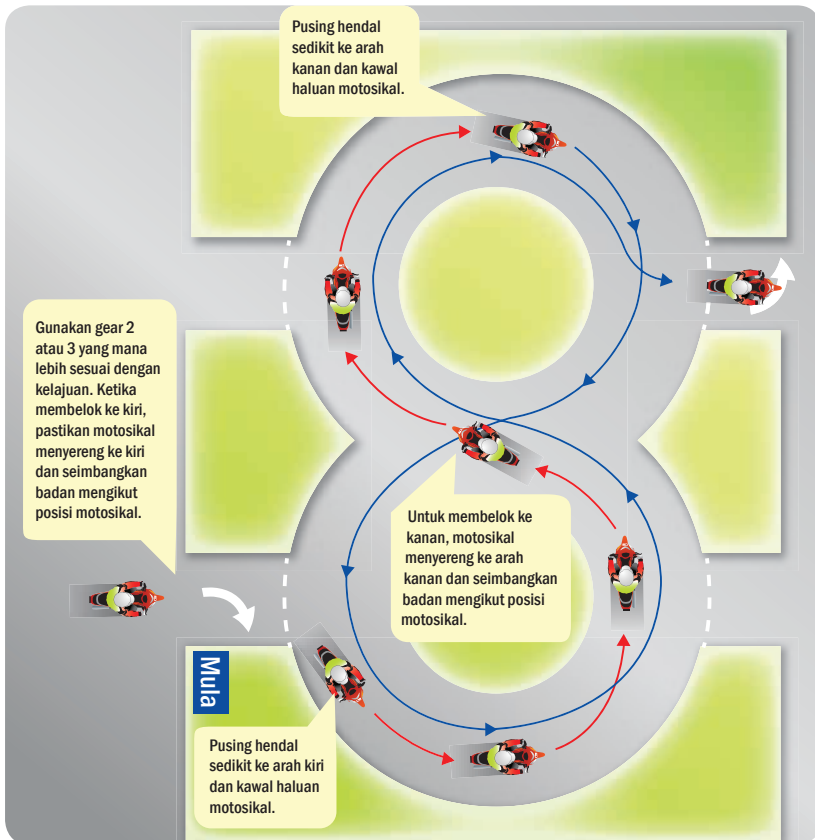 Pusing hendal
sedikit ke arah
kanan dan kawal
haluan motosikal.
Gunakan gear 2
atau 3 yang mana
lebih sesuai dengan
kelajuan. Ketika
membelok ke kiri,
pastikan motosikal
menyereng ke kiri
dan seimbangkan
badan mengikut
posisi motosikal.
Untuk membelok ke
kanan, motosikal
menyereng ke arah
kanan dan seimbangkan
badan mengikut posisi
motosikal.
Mula
Pusing hendal
sedikit ke arah kiri
dan kawal haluan
motosikal.